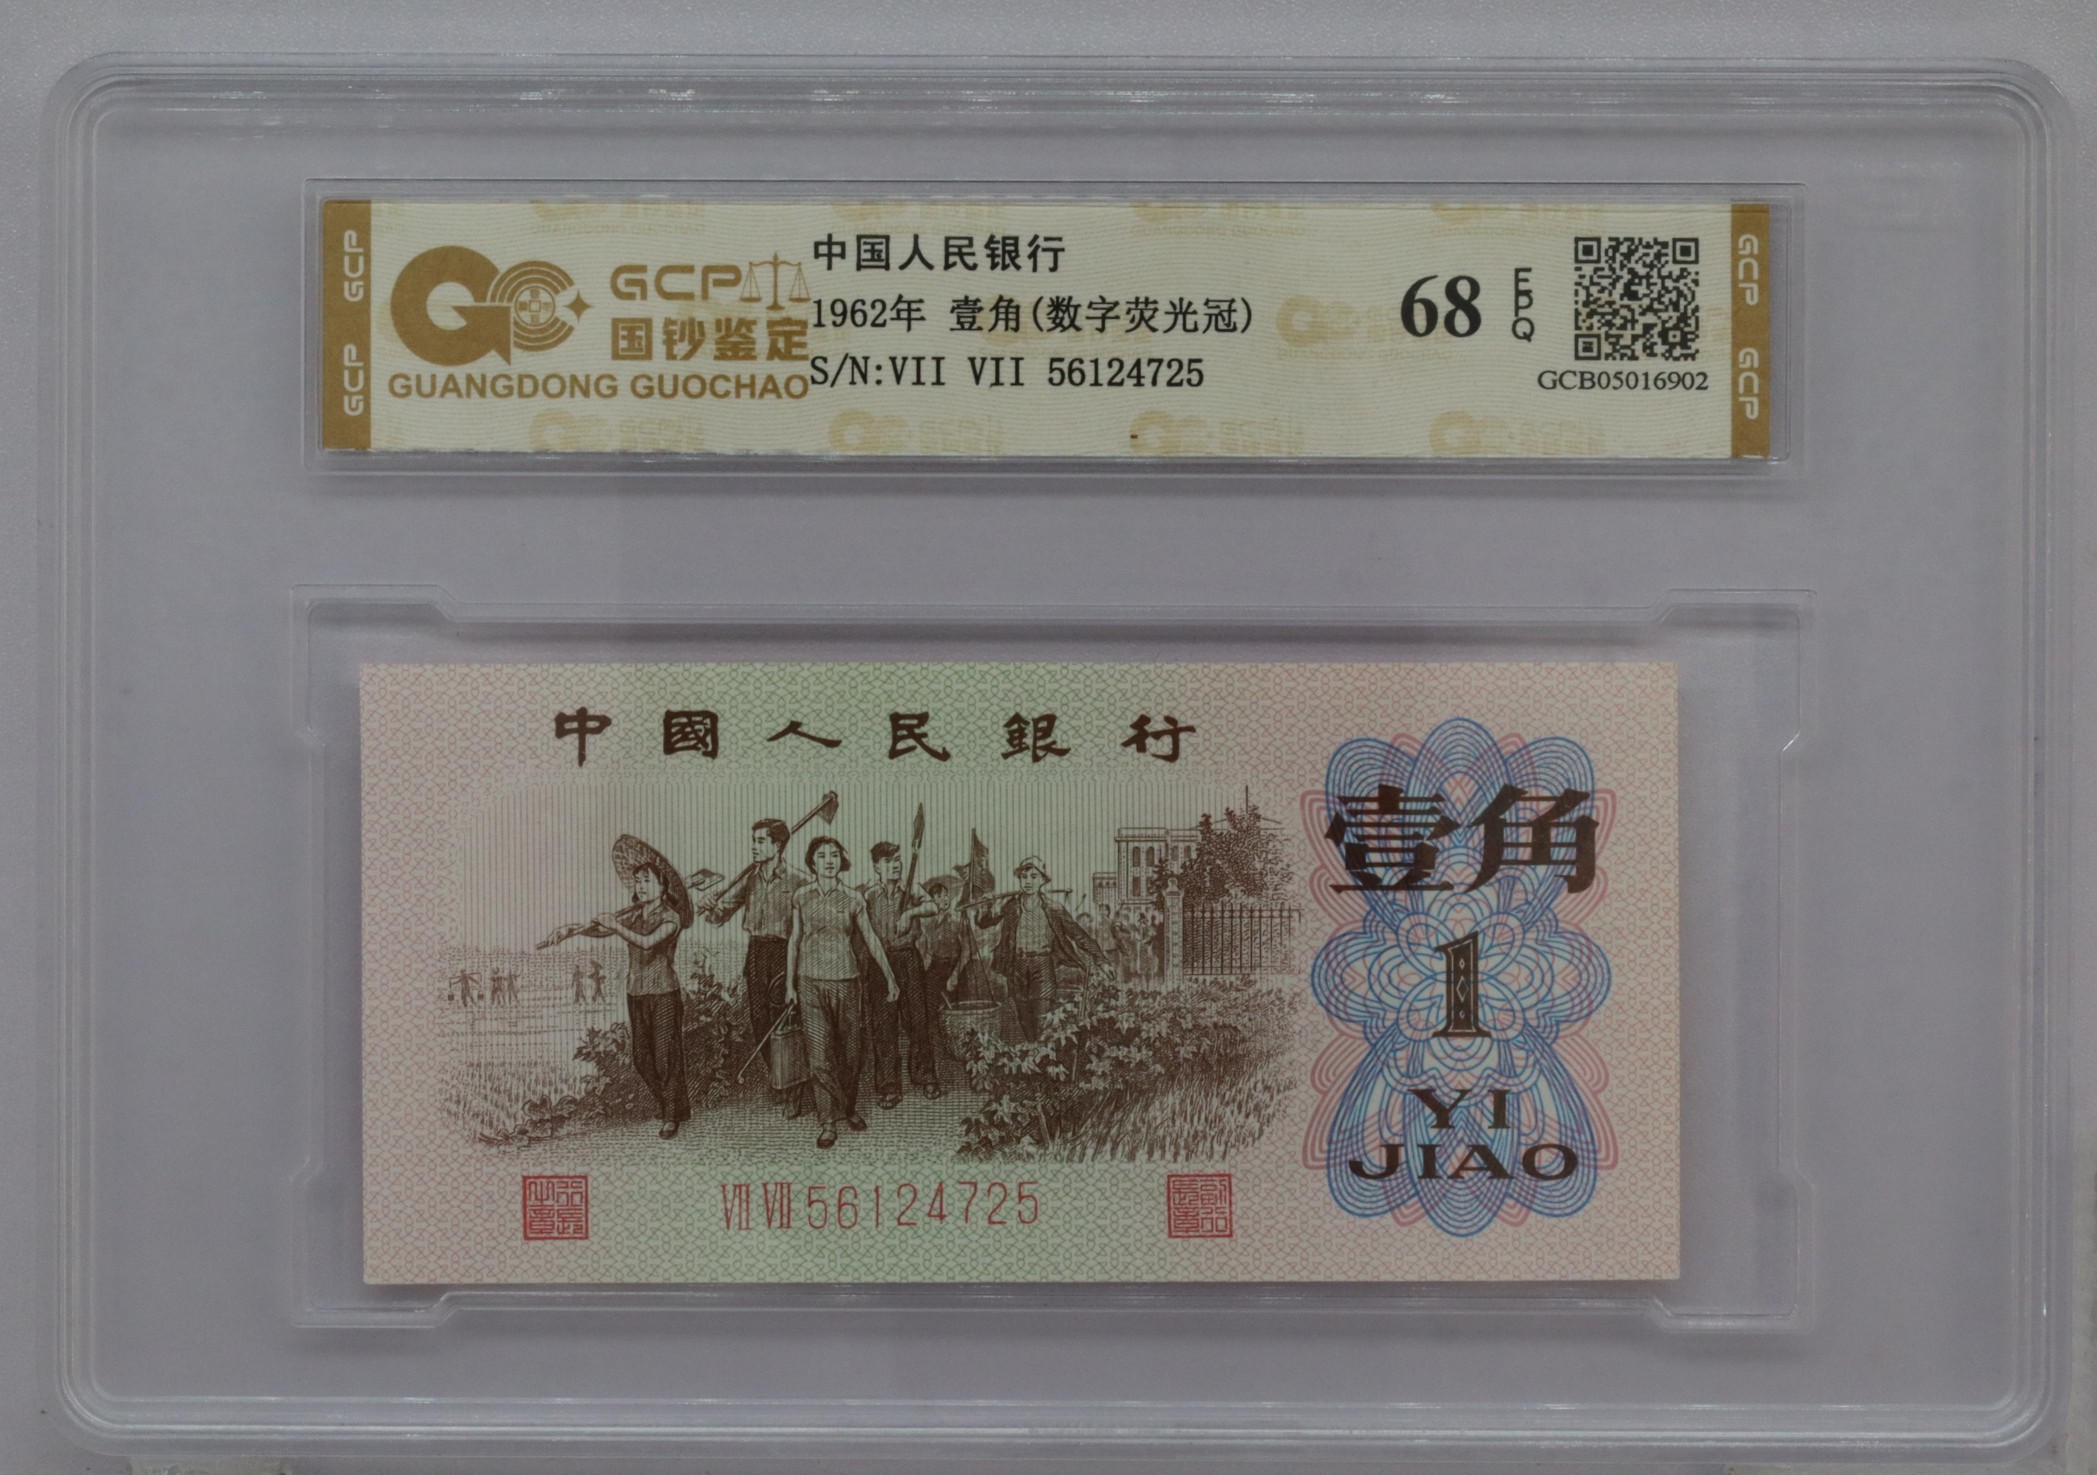 GCP
GCP
GCP
国钞鉴定
GUANGDONG GUOCHAO
中国人民银行
1962年 壹角(数字荧光冠)
S/N:VII VII 56124725
68 EPQ
GCB05016902
GCP
GCP
中國人民銀行
壹角
1
YI
JIAO
VII VII 56124725